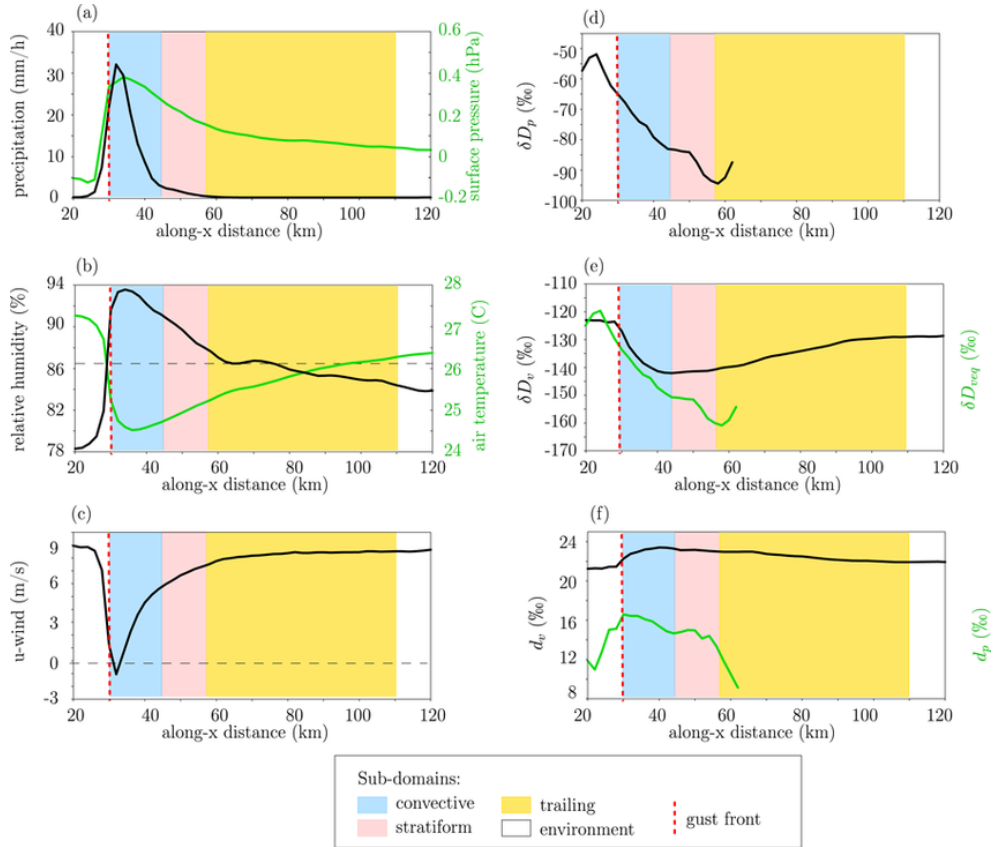 (a)
precipitation (mm/h)
40
30
20
10
0
0.6
0.4
0.2
0
-0.2
surface pressure (hPa)
20 40 60 80 100 120
along-x distance (km)
(d)
δD_p (‰)
-50
-60
-70
-80
-90
-100
20 40 60 80 100 120
along-x distance (km)
(b)
relative humidity (%)
94
90
86
82
78
28
27
26
25
24
air temperature (C)
20 40 60 80 100 120
along-x distance (km)
(e)
δD_v (‰)
-110
-120
-130
-140
-150
-160
-170
δD_veq (‰)
20 40 60 80 100 120
along-x distance (km)
(c)
u-wind (m/s)
9
6
3
0
-3
20 40 60 80 100 120
along-x distance (km)
(f)
d_v (‰)
24
20
16
12
8
d_p (‰)
20 40 60 80 100 120
along-x distance (km)
Sub-domains:
convective trailing
stratiform environment gust front